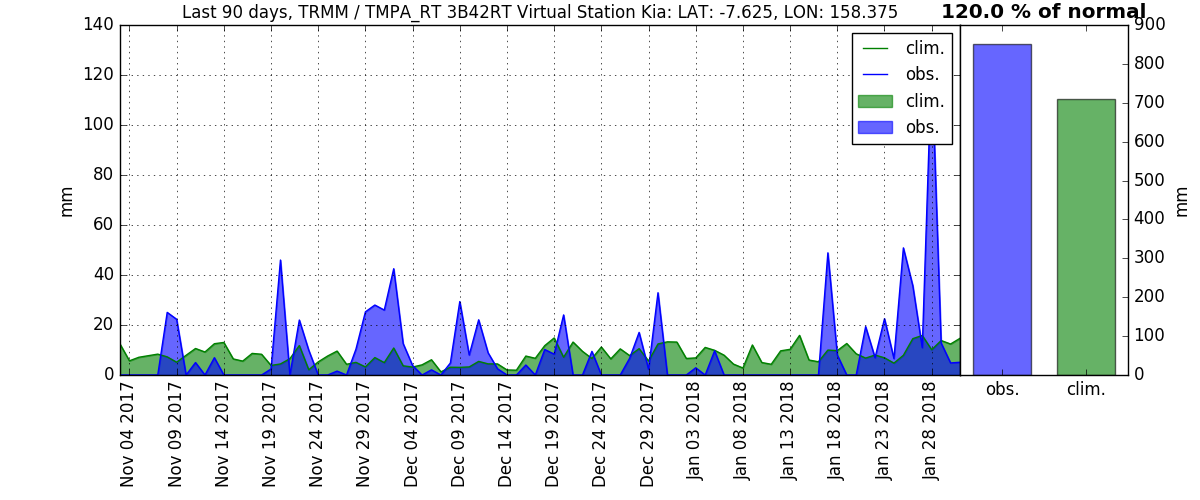 Last 90 days, TRMM / TMPA_RT 3B42RT Virtual Station Kia: LAT: -7.625, LON: 158.375
120.0 % of normal
140
120
100
80
60
40
20
0
mm
clim.
obs.
clim.
obs.
900
800
700
600
500
400
300
200
100
0
mm
Nov 04 2017
Nov 09 2017
Nov 14 2017
Nov 19 2017
Nov 24 2017
Nov 29 2017
Dec 04 2017
Dec 09 2017
Dec 14 2017
Dec 19 2017
Dec 24 2017
Dec 29 2017
Jan 03 2018
Jan 08 2018
Jan 13 2018
Jan 18 2018
Jan 23 2018
Jan 28 2018
obs.
clim.